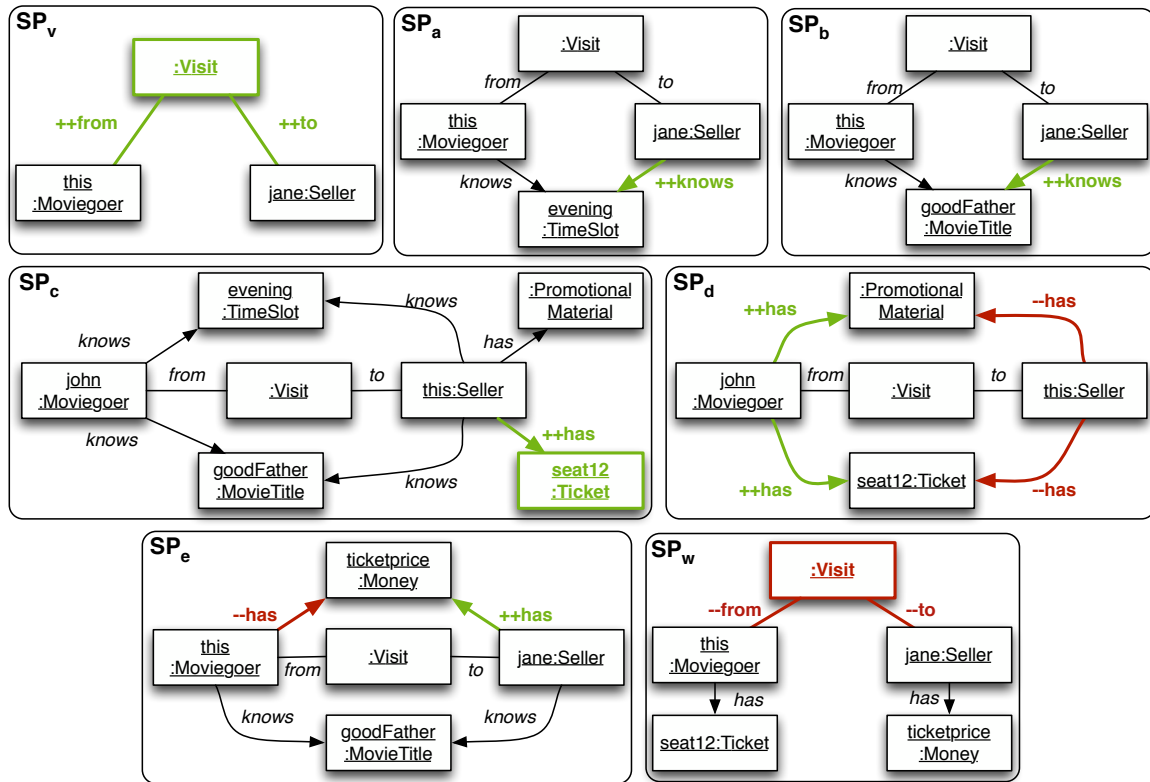 SPv
:Visit
++from
++to
this
:Moviegoer
jane:Seller
SPa
:Visit
from
to
this
:Moviegoer
jane:Seller
knows
++knows
evening
:TimeSlot
SPb
:Visit
from
to
this
:Moviegoer
jane:Seller
knows
++knows
goodFather
:MovieTitle
SPc
evening
:TimeSlot
knows
:Promotional
Material
knows
has
john
:Moviegoer
from
:Visit
to
this:Seller
knows
++has
goodFather
:MovieTitle
knows
seat12
:Ticket
SPd
:Promotional
Material
++has
--has
john
:Moviegoer
from
:Visit
to
this:Seller
++has
seat12:Ticket
--has
SPe
ticketprice
:Money
--has
++has
this
:Moviegoer
from
:Visit
to
jane:Seller
knows
knows
goodFather
:MovieTitle
SPw
:Visit
--from
--to
this
:Moviegoer
jane:Seller
has
has
seat12:Ticket
ticketprice
:Money